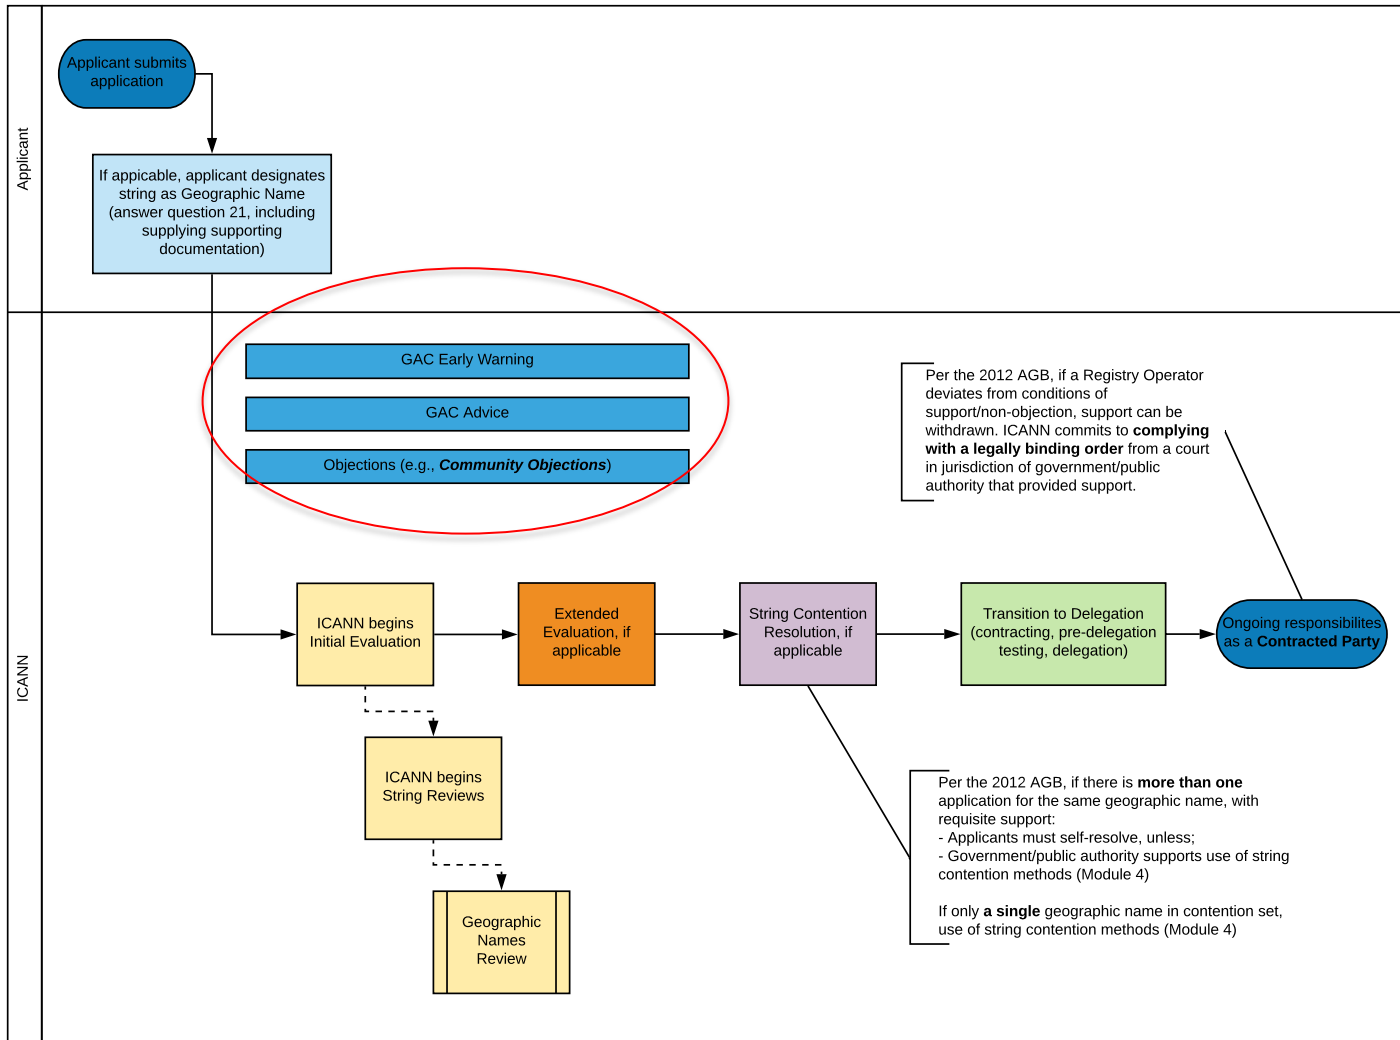 Applicant
Applicant submits
application
If appicable, applicant designates
string as Geographic Name
(answer question 21, including
supplying supporting
documentation)
ICANN
GAC Early Warning
GAC Advice
Objections (e.g., Community Objections)
Per the 2012 AGB, if a Registry Operator
deviates from conditions of
support/non-objection, support can be
withdrawn. ICANN commits to complying
with a legally binding order from a court
in jurisdiction of government/public
authority that provided support.
ICANN begins
Initial Evaluation
Extended
Evaluation, if
applicable
String Contention
Resolution, if
applicable
Transition to Delegation
(contracting, pre-delegation
testing, delegation)
Ongoing responsibilites
as a Contracted Party
ICANN begins
String Reviews
Geographic
Names
Review
Per the 2012 AGB, if there is more than one
application for the same geographic name, with
requisite support:
- Applicants must self-resolve, unless;
- Government/public authority supports use of string
contention methods (Module 4)
If only a single geographic name in contention set,
use of string contention methods (Module 4)